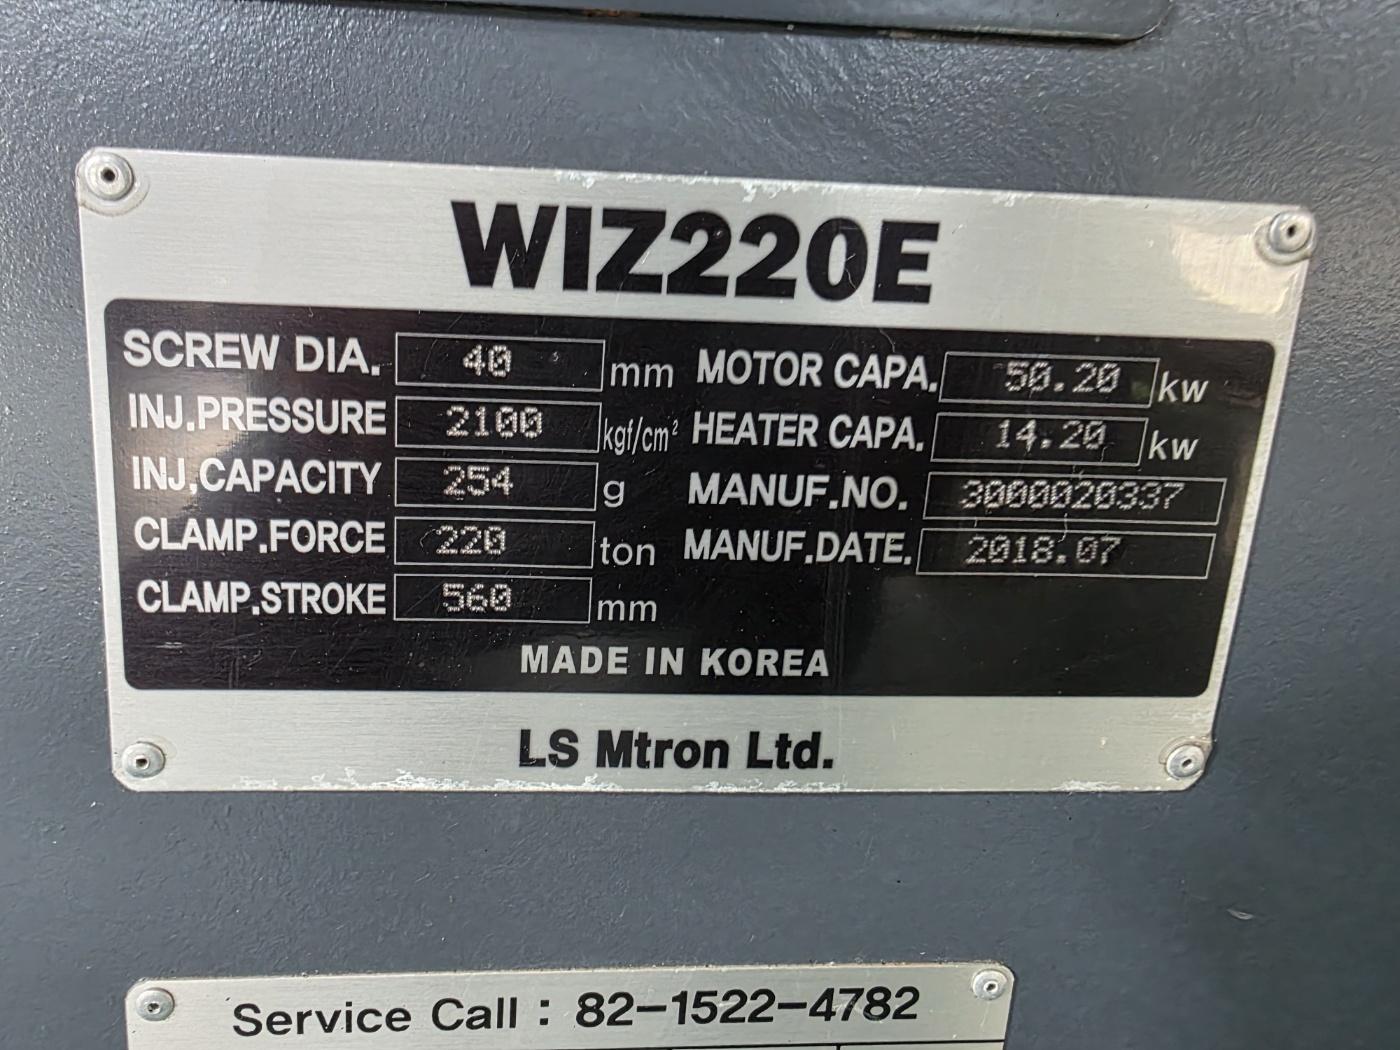 WIZ220E
SCREW DIA. 40 mm MOTOR CAPA. 50.20 kw
INJ.PRESSURE 2100 kgf/cm² HEATER CAPA. 14.20 kw
INJ.CAPACITY 254 g MANUF.NO. 3000020337
CLAMP.FORCE 220 ton MANUF.DATE. 2018.07
CLAMP.STROKE 560 mm
MADE IN KOREA
LS Mtron Ltd.
Service Call : 82-1522-4782